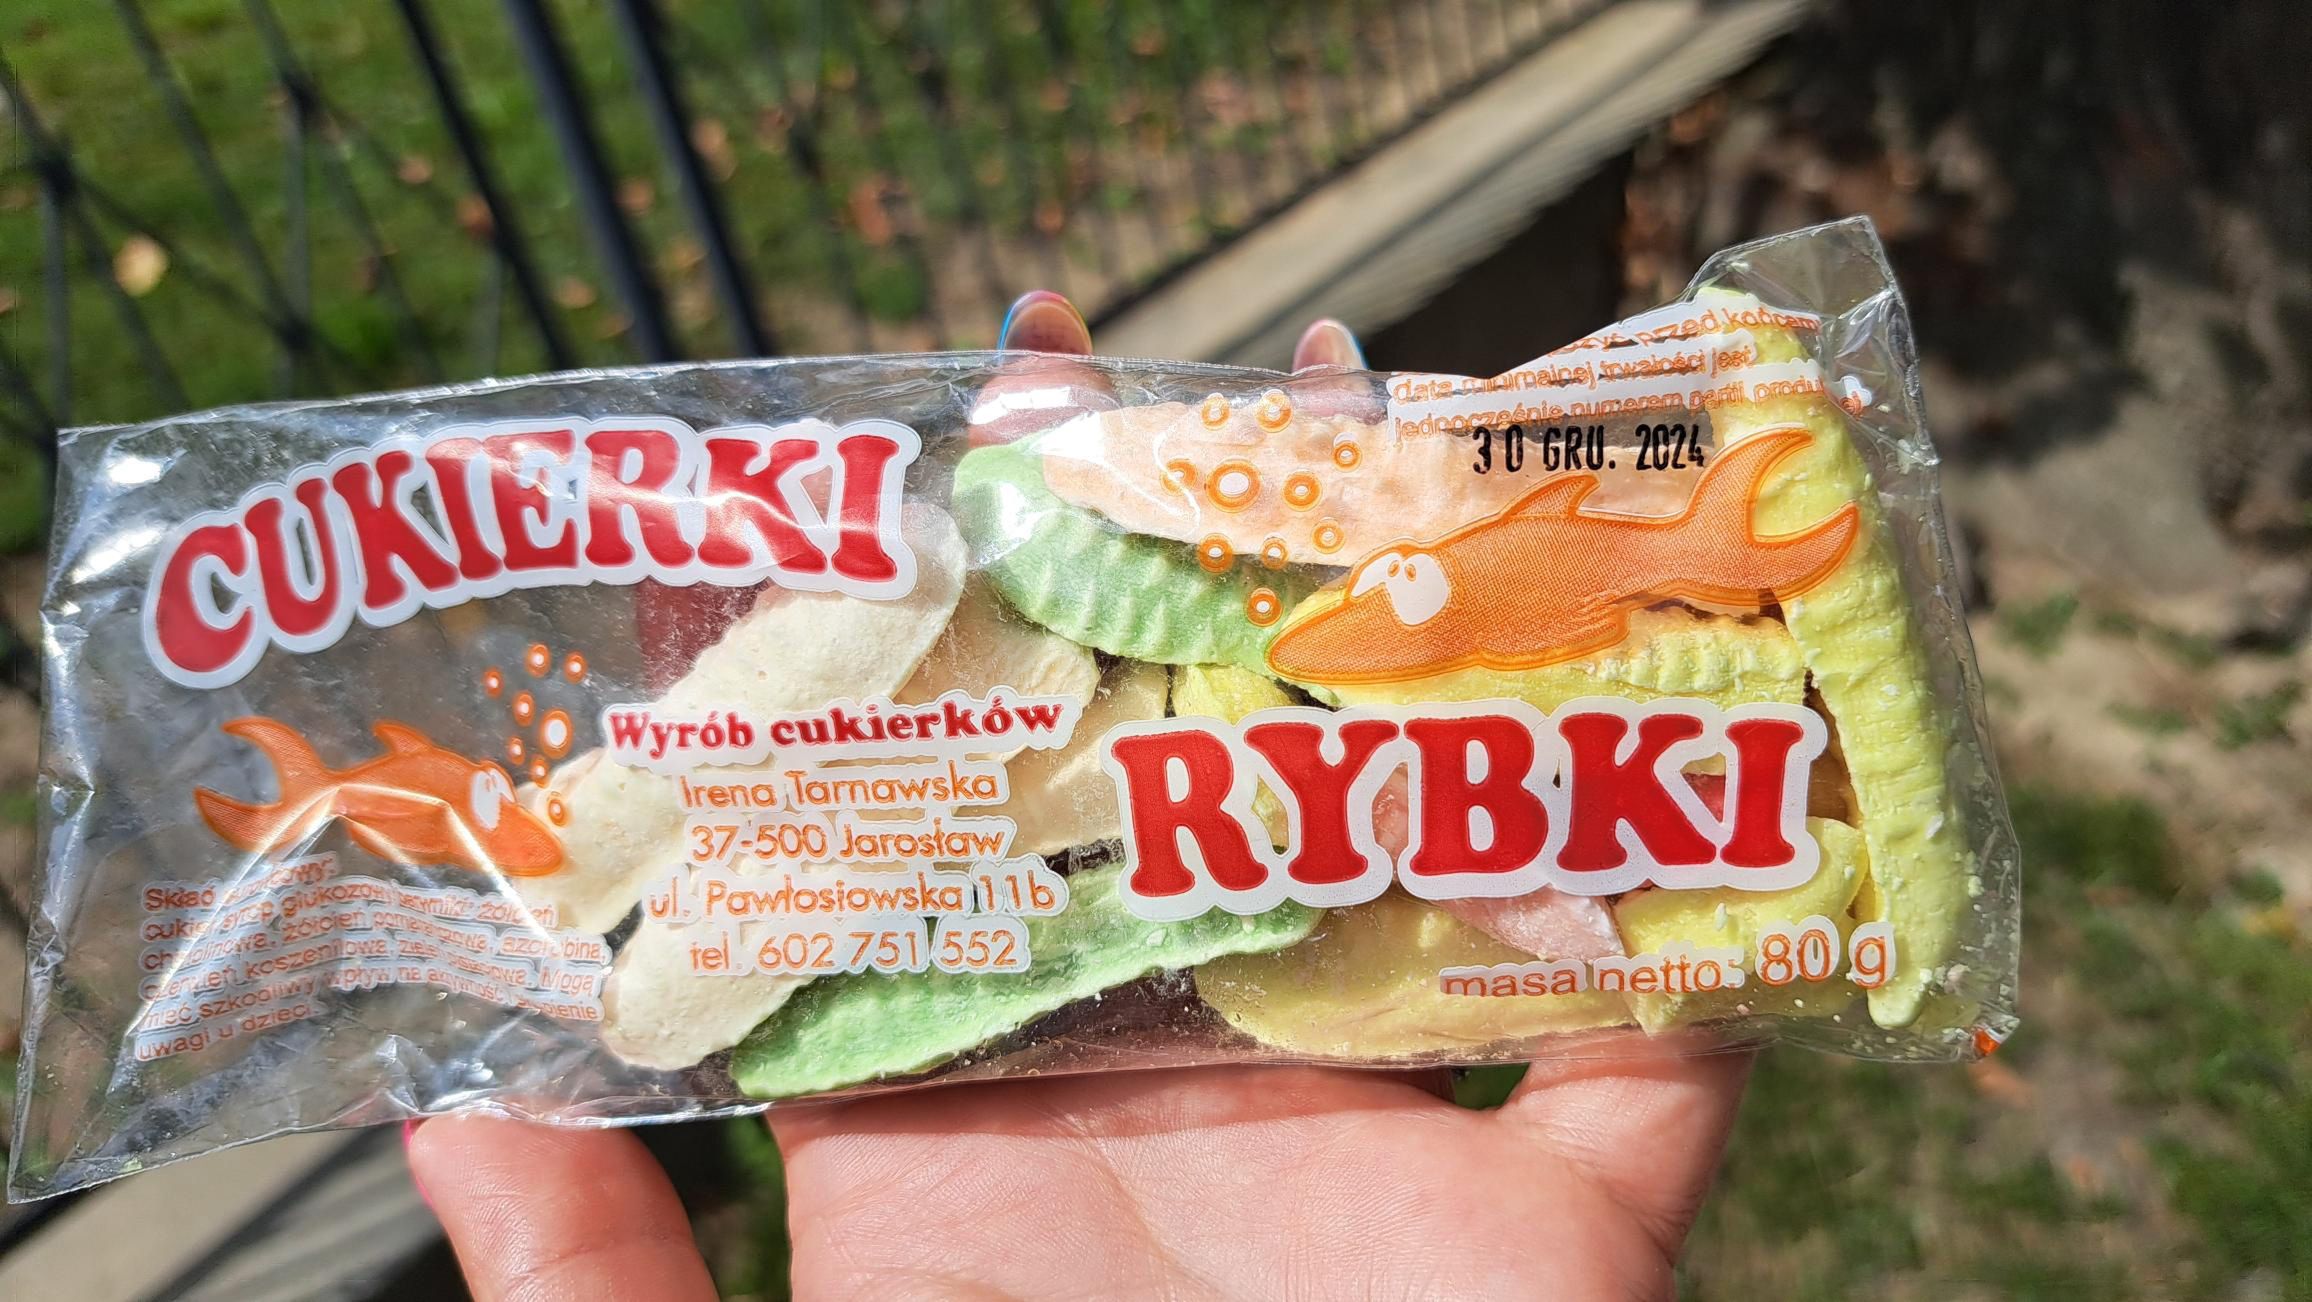 CUKIERKI
Wyrób cukierków
Irena Tarnawska
37-500 Jarosław
ul. Pawłosiowska 11b
tel. 602 751 552
Skład
cukier, syrop glukozowy, barwniki: żółcień
chinolinowa, żółcień pomarańczowa, azorubina,
czerwień koszenilowa, zieleń Mogą
mieć szkodliwy wpływ na aktywność i skupienie
uwagi u dzieci.
przed końcem
data minimalnej trwałości jest
jednocześnie numerem partii
30 GRU. 2024
RYBKI
masa netto: 80 g